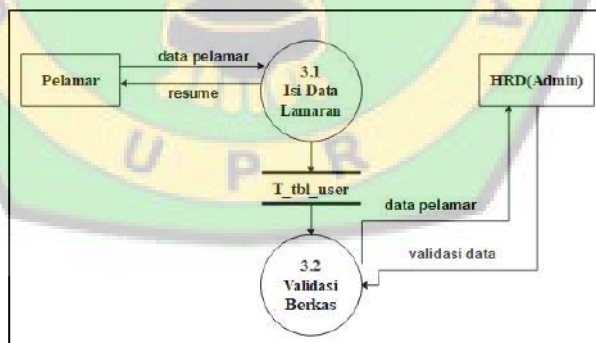 data pelamar
Pelamar
resume
3.1
Isi Data
Lamaran
HRD(Admin)
U P R A
T_tbl_user
data pelamar
3.2
Validasi
Berkas
validasi data